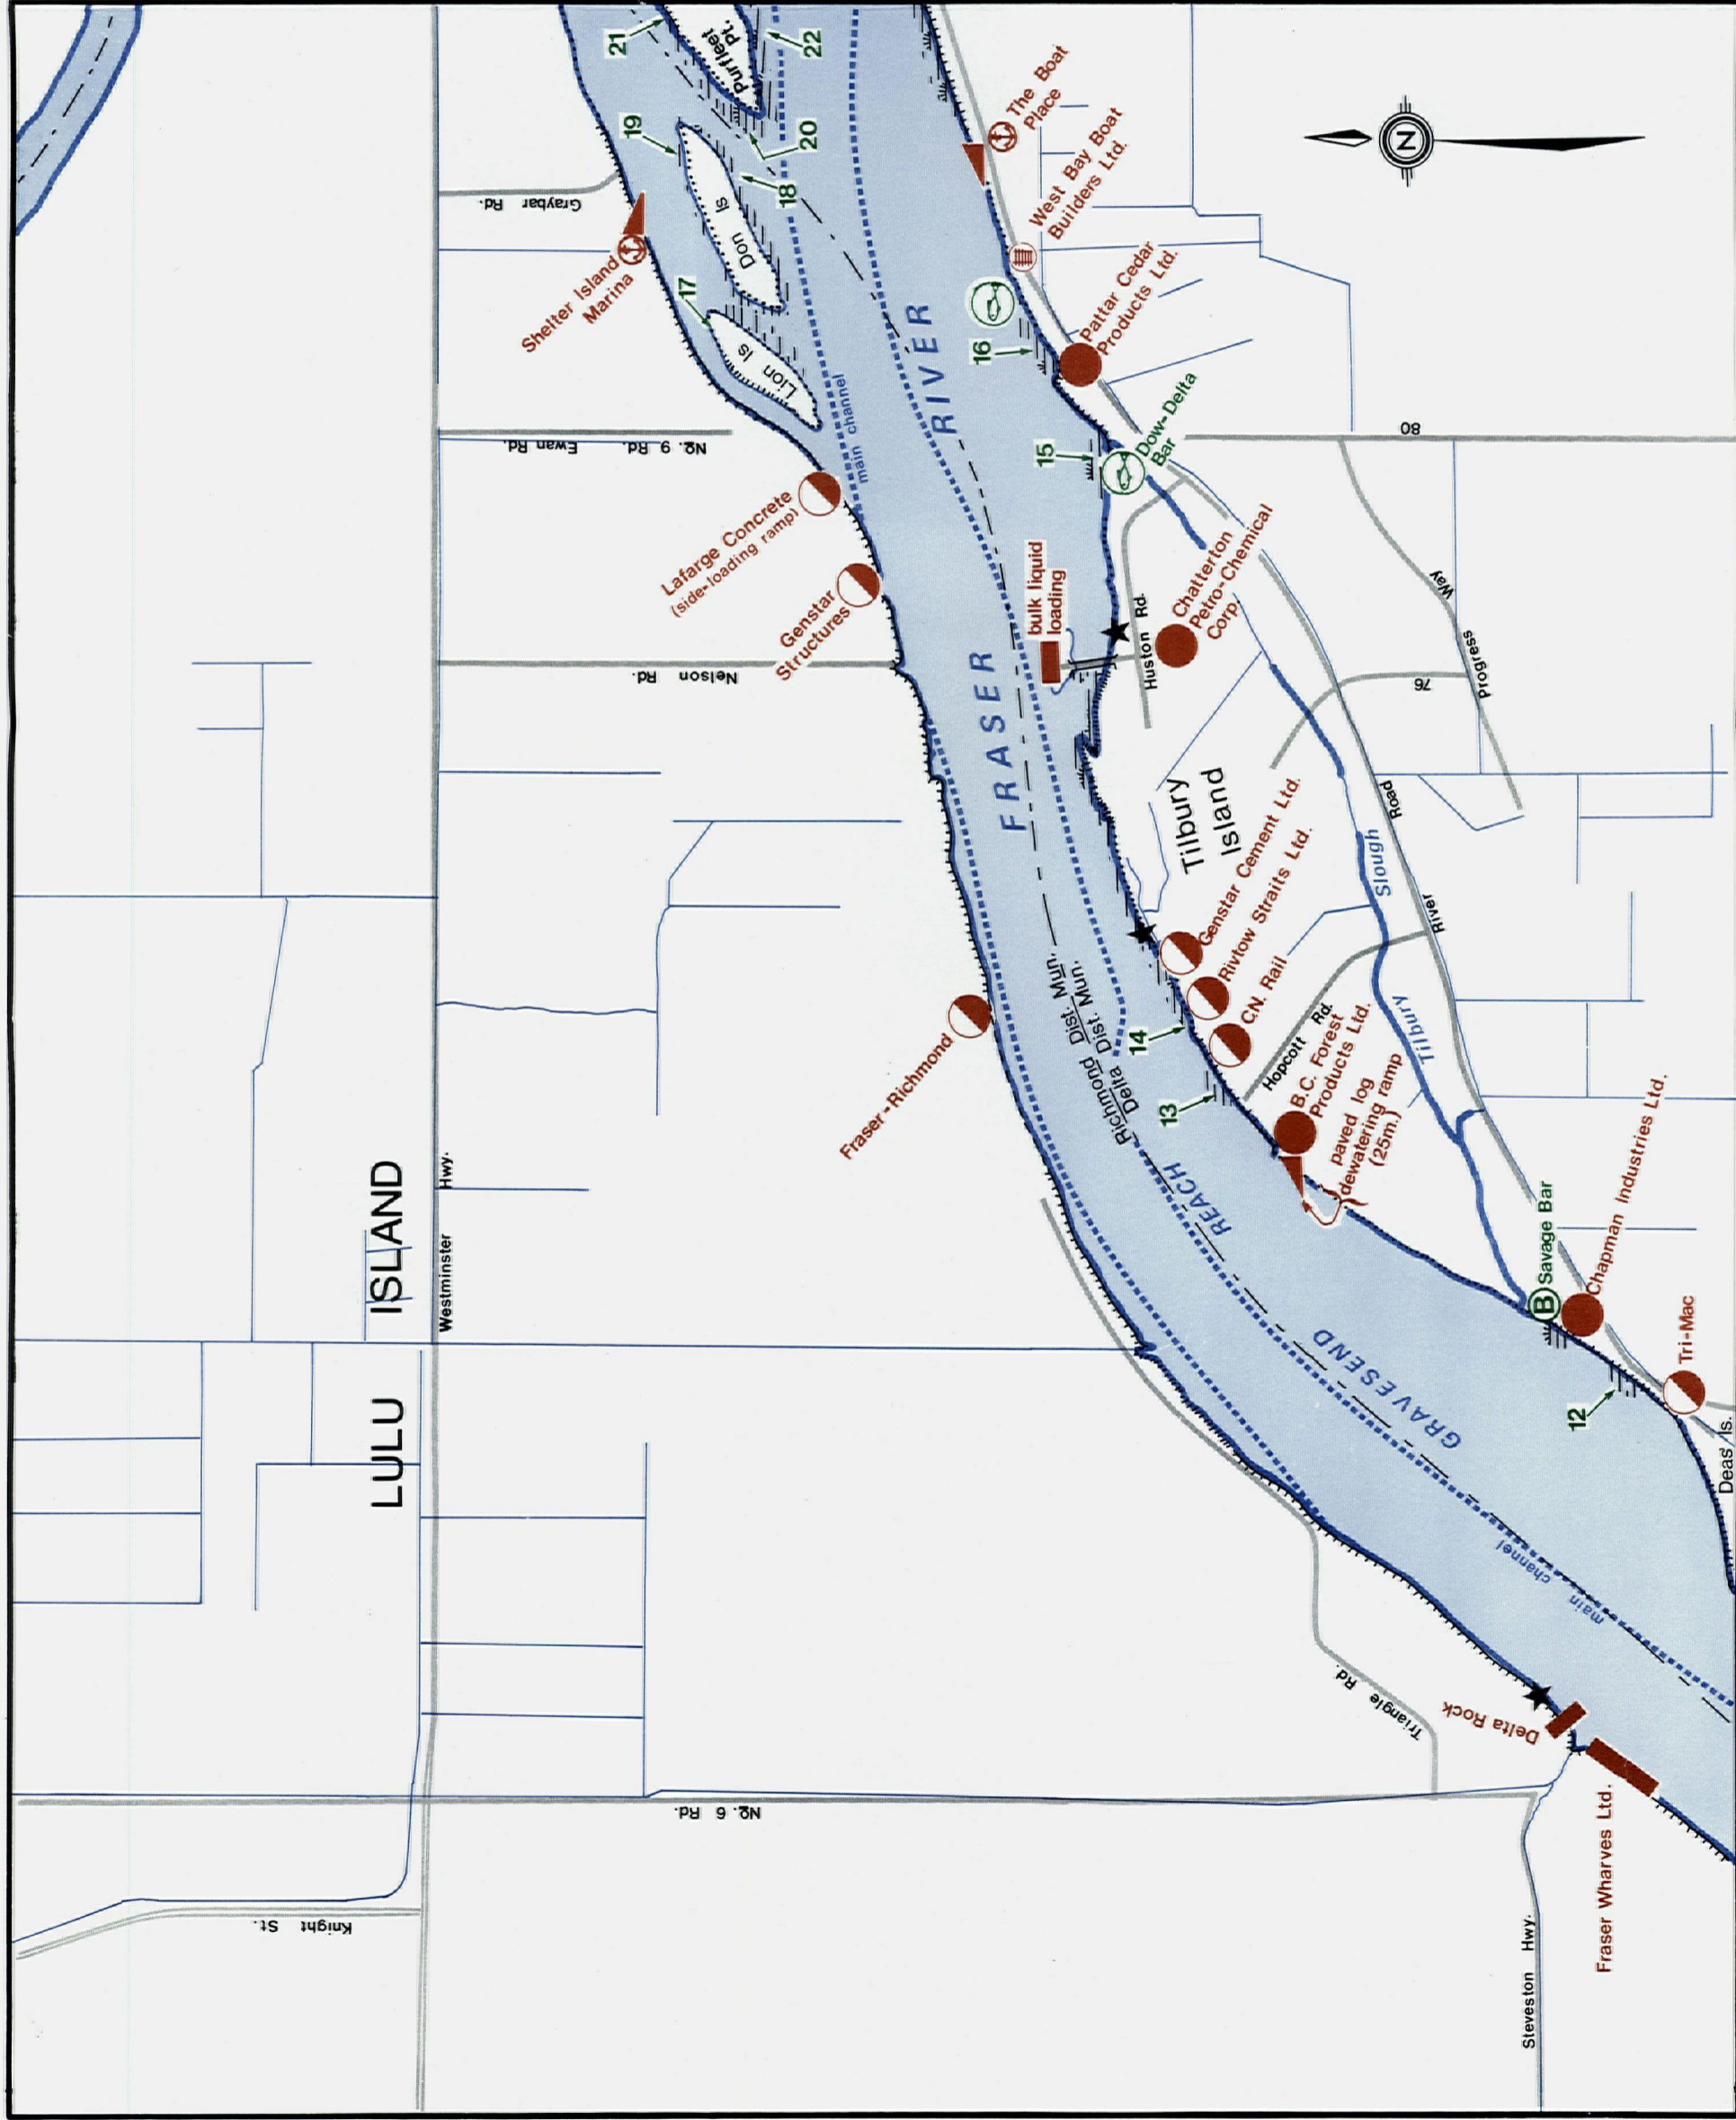 LULU ISLAND
Westminster Hwy.
Knight St.
No. 6 Rd.
Triangle Rd.
Steveston Hwy.
Nelson Rd.
No. 9 Rd. Ewan Rd.
Graybar Rd.
Shelter Island
Marina
Lafarge Concrete
(side-loading ramp)
Genstar
Structures
Fraser-Richmond
Delta Rock
Fraser Wharves Ltd.
17
19
21
18
20
22
Lion Is
Don Is
Purfleet
Pt.
main channel
FRASER RIVER
Richmond Dist. Mun.
Delta Dist. Mun.
GRAVESEND REACH
main channel
The Boat
Place
West Bay Boat
Builders Ltd.
16
Pattar Cedar
Products Ltd.
15
Dow-Delta
Bar
bulk liquid
loading
Chatterton
Petro-Chemical
Corp.
Huston Rd.
80
76
Progress Way
Tilbury
Island
Genstar Cement Ltd.
Rivtow Straits Ltd.
C.N. Rail
14
13
Hopcott Rd.
B.C. Forest
Products Ltd.
paved log
dewatering ramp
(25m.)
Tilbury Slough
River Road
B Savage Bar
Chapman Industries Ltd.
12
Tri-Mac
Deas Is.
N